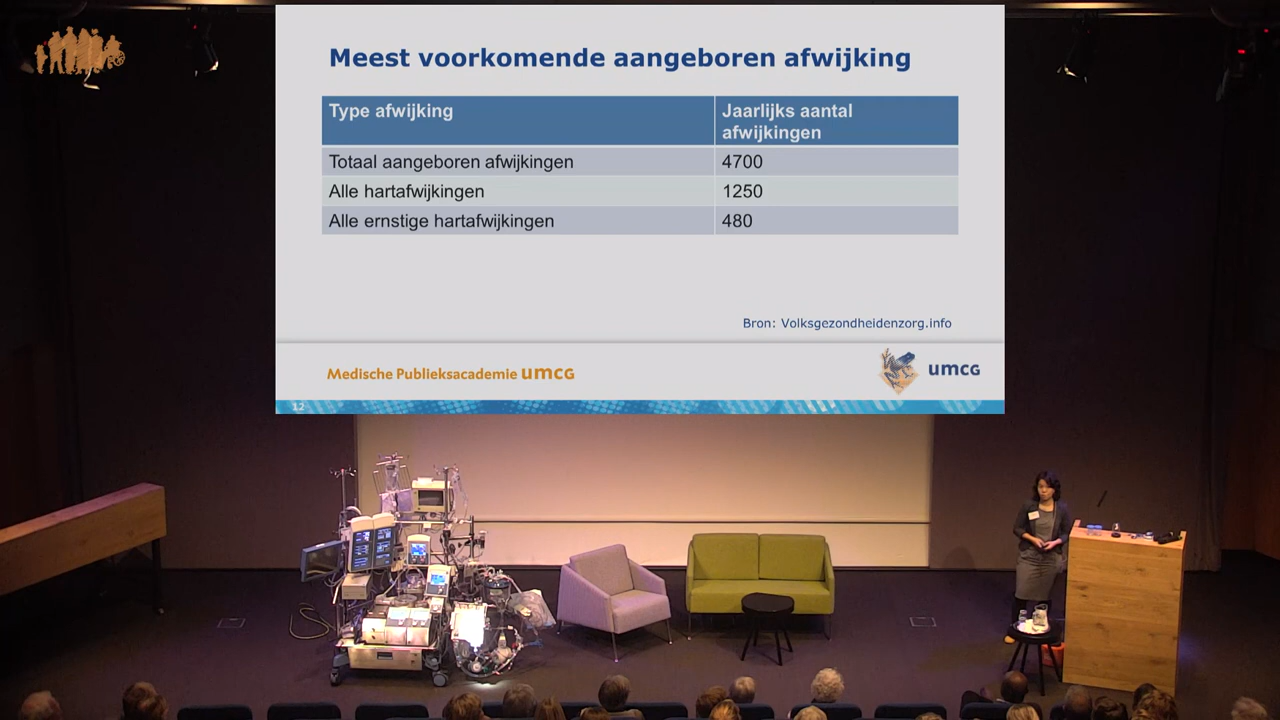 Meest voorkomende aangeboren afwijking
Type afwijking
Jaarlijks aantal
afwijkingen
Totaal aangeboren afwijkingen
4700
Alle hartafwijkingen
1250
Alle ernstige hartafwijkingen
480
Bron: Volksgezondheidenzorg.info
Medische Publieksacademie umcg
umcg
12